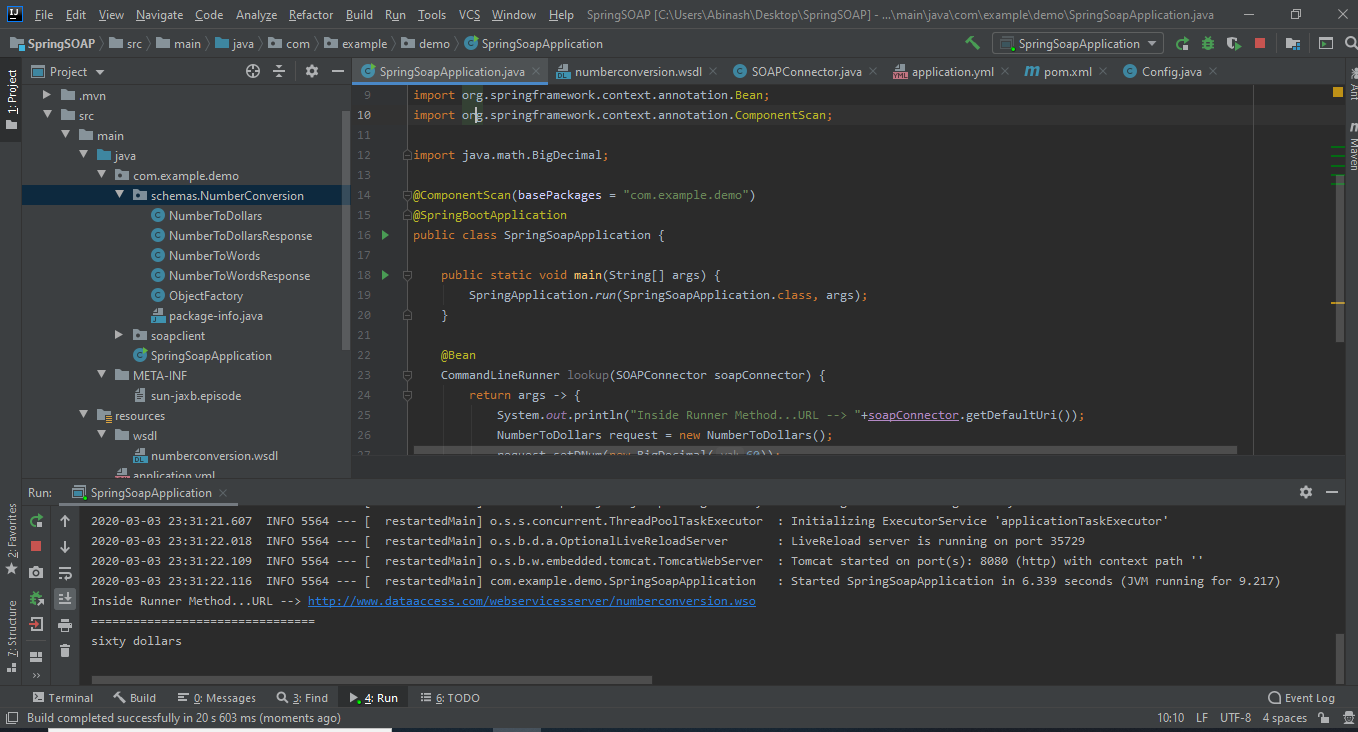 File Edit View Navigate Code Analyze Refactor Build Run Tools VCS Window Help SpringSOAP [C:\Users\Abinash\Desktop\SpringSOAP] - ...\main\java\com\example\demo\SpringSoapApplication.java
SpringSOAP src main java com example demo SpringSoapApplication
SpringSoapApplication
1: Project
Project
.mvn
src
main
java
com.example.demo
schemas.NumberConversion
NumberToDollars
NumberToDollarsResponse
NumberToWords
NumberToWordsResponse
ObjectFactory
package-info.java
soapclient
SpringSoapApplication
META-INF
sun-jaxb.episode
resources
wsdl
numberconversion.wsdl
application.yml
SpringSoapApplication.java numberconversion.wsdl SOAPConnector.java application.yml pom.xml Config.java
9 import org.springframework.context.annotation.Bean;
10 import org.springframework.context.annotation.ComponentScan;
11
12 import java.math.BigDecimal;
13
14 @ComponentScan(basePackages = "com.example.demo")
15 @SpringBootApplication
16 public class SpringSoapApplication {
17
18 public static void main(String[] args) {
19 SpringApplication.run(SpringSoapApplication.class, args);
20 }
21
22 @Bean
23 CommandLineRunner lookup(SOAPConnector soapConnector) {
24 return args -> {
25 System.out.println("Inside Runner Method...URL --> "+soapConnector.getDefaultUri());
26 NumberToDollars request = new NumberToDollars();
27 request.setDNum(new BigDecimal( val: 60));
Ant
Maven
Run: SpringSoapApplication
2020-03-03 23:31:21.607 INFO 5564 --- [ restartedMain] o.s.s.concurrent.ThreadPoolTaskExecutor : Initializing ExecutorService 'applicationTaskExecutor'
2020-03-03 23:31:22.018 INFO 5564 --- [ restartedMain] o.s.b.d.a.OptionalLiveReloadServer : LiveReload server is running on port 35729
2020-03-03 23:31:22.109 INFO 5564 --- [ restartedMain] o.s.b.w.embedded.tomcat.TomcatWebServer : Tomcat started on port(s): 8080 (http) with context path ''
2020-03-03 23:31:22.116 INFO 5564 --- [ restartedMain] com.example.demo.SpringSoapApplication : Started SpringSoapApplication in 6.339 seconds (JVM running for 9.217)
Inside Runner Method...URL --> http://www.dataaccess.com/webservicesserver/numberconversion.wso
================================
sixty dollars
2: Favorites
7: Structure
Terminal Build 0: Messages 3: Find 4: Run 6: TODO Event Log
Build completed successfully in 20 s 603 ms (moments ago) 10:10 LF UTF-8 4 spaces